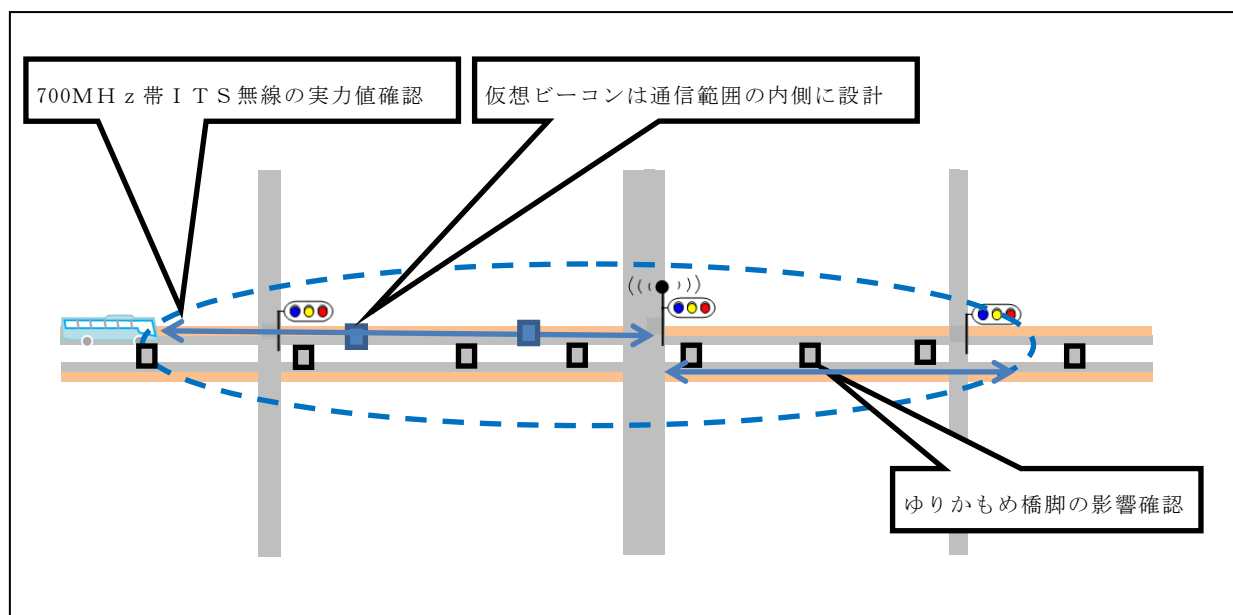 700MHｚ帯ＩＴＳ無線の実力値確認
仮想ビーコンは通信範囲の内側に設計
ゆりかもめ橋脚の影響確認